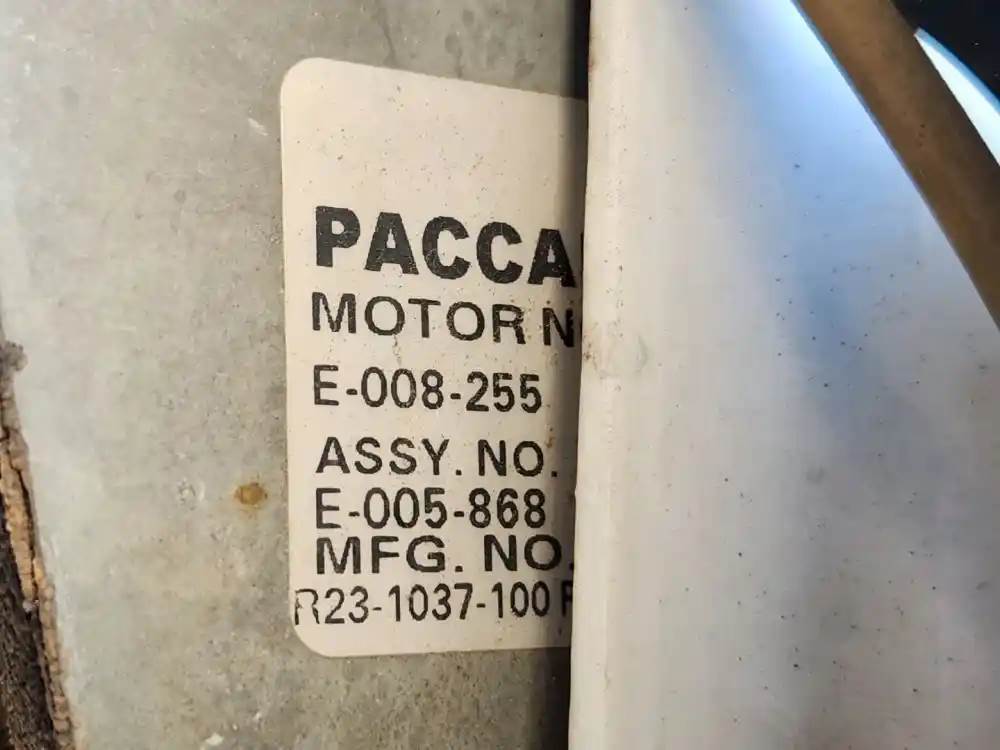 PACCA
MOTOR N
E-008-255
ASSY. NO.
E-005-868
MFG. NO.
R23-1037-100